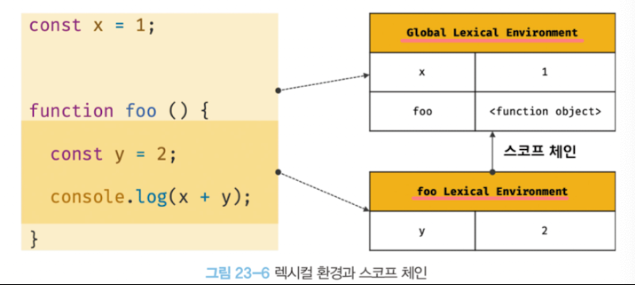 const x = 1;
function foo () {
const y = 2;
console.log(x + y);
}
Global Lexical Environment
x 1
foo <function object>
스코프 체인
foo Lexical Environment
y 2
그림 23-6 렉시컬 환경과 스코프 체인